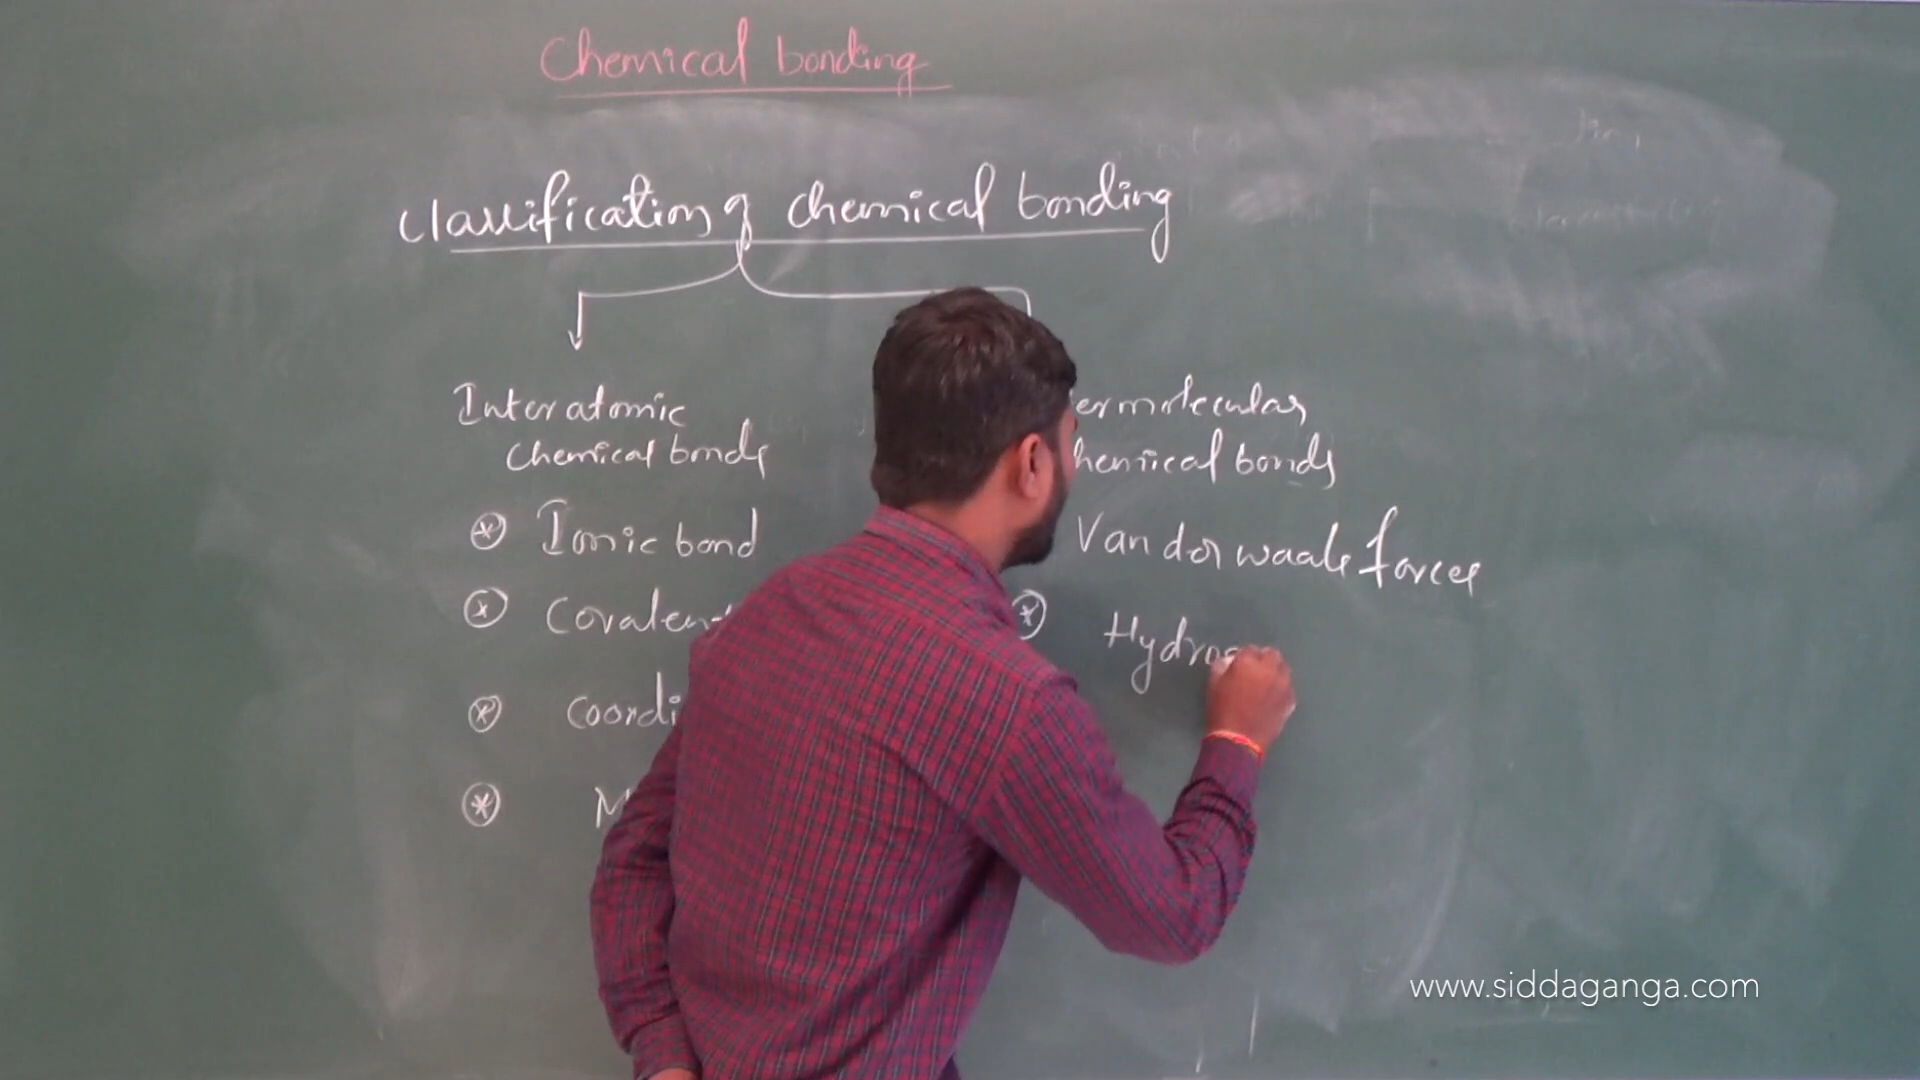 Chemical bonding
Classification of chemical bonding
Interatomic
chemical bonds
ermolecular
hemical bonds
Ionic bond
Van der waals forces
Covalen
Hydro
coordi
M
www.siddaganga.com